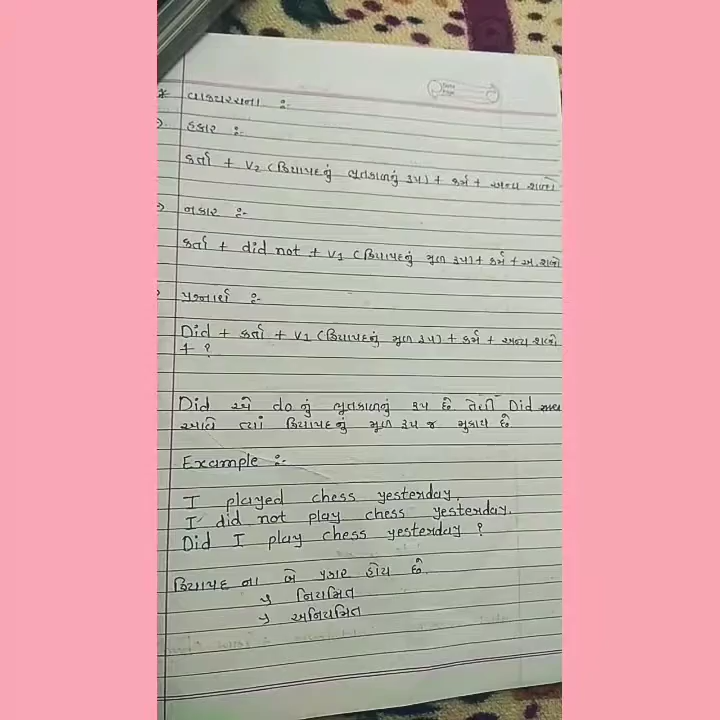 * વાક્યરચના :-
→ હકાર :-
કર્તા + V2 (ક્રિયાપદનું ભૂતકાળનું રૂપ) + કર્મ + અન્ય શબ્દો
→ નકાર :-
કર્તા + did not + V1 (ક્રિયાપદનું મૂળ રૂપ) + કર્મ + અ. શબ્દો
→ પ્રશ્નાર્થ :-
Did + કર્તા + V1 (ક્રિયાપદનું મૂળ રૂપ) + કર્મ + અન્ય શબ્દો
+ ?
Did એ do નું ભૂતકાળનું રૂપ છે તેથી Did
આવે ત્યાં ક્રિયાપદનું મૂળ રૂપ જ મુકાય છે
Example :-
I played chess yesterday.
I did not play chess yesterday.
Did I play chess yesterday ?
ક્રિયાપદ ના બે પ્રકાર હોય છે.
→ નિયમિત
→ અનિયમિત